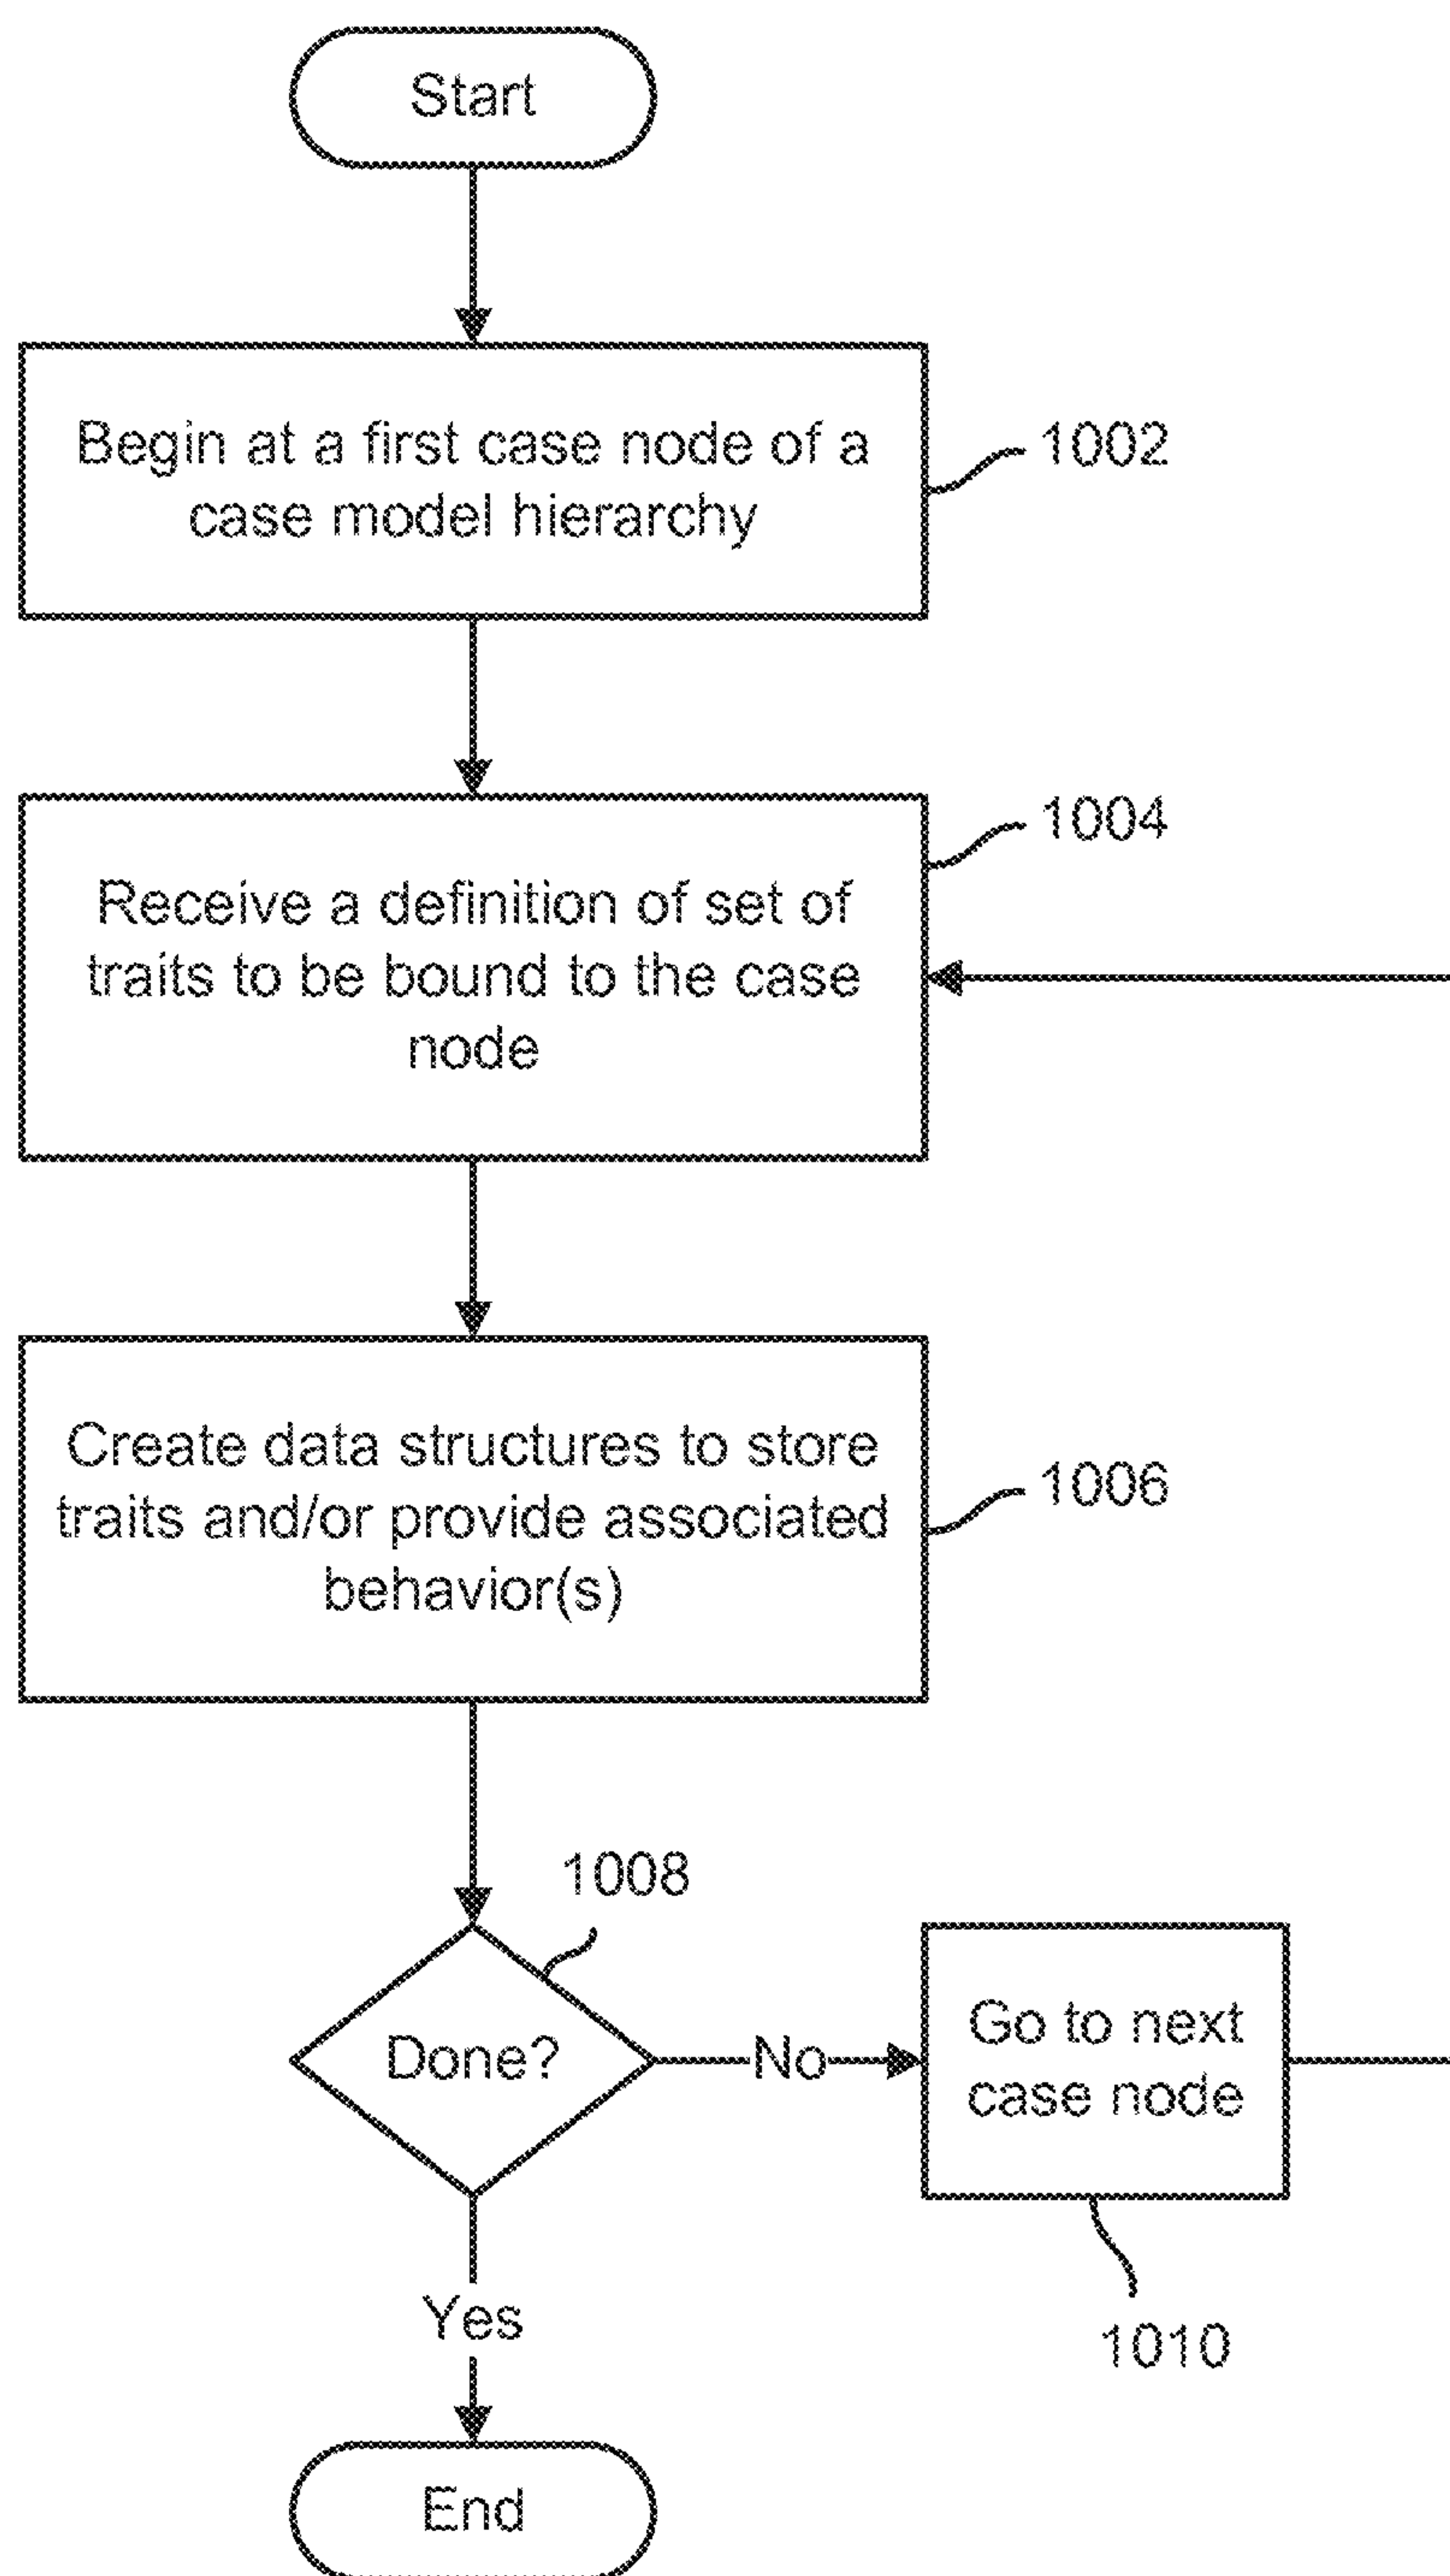 Start
Begin at a first case node of a
case model hierarchy
1002
1004
Receive a definition of set of
traits to be bound to the case
node
Create data structures to store
traits and/or provide associated
behavior(s)
1006
1008
Done?
No
Go to next
case node
Yes
1010
End